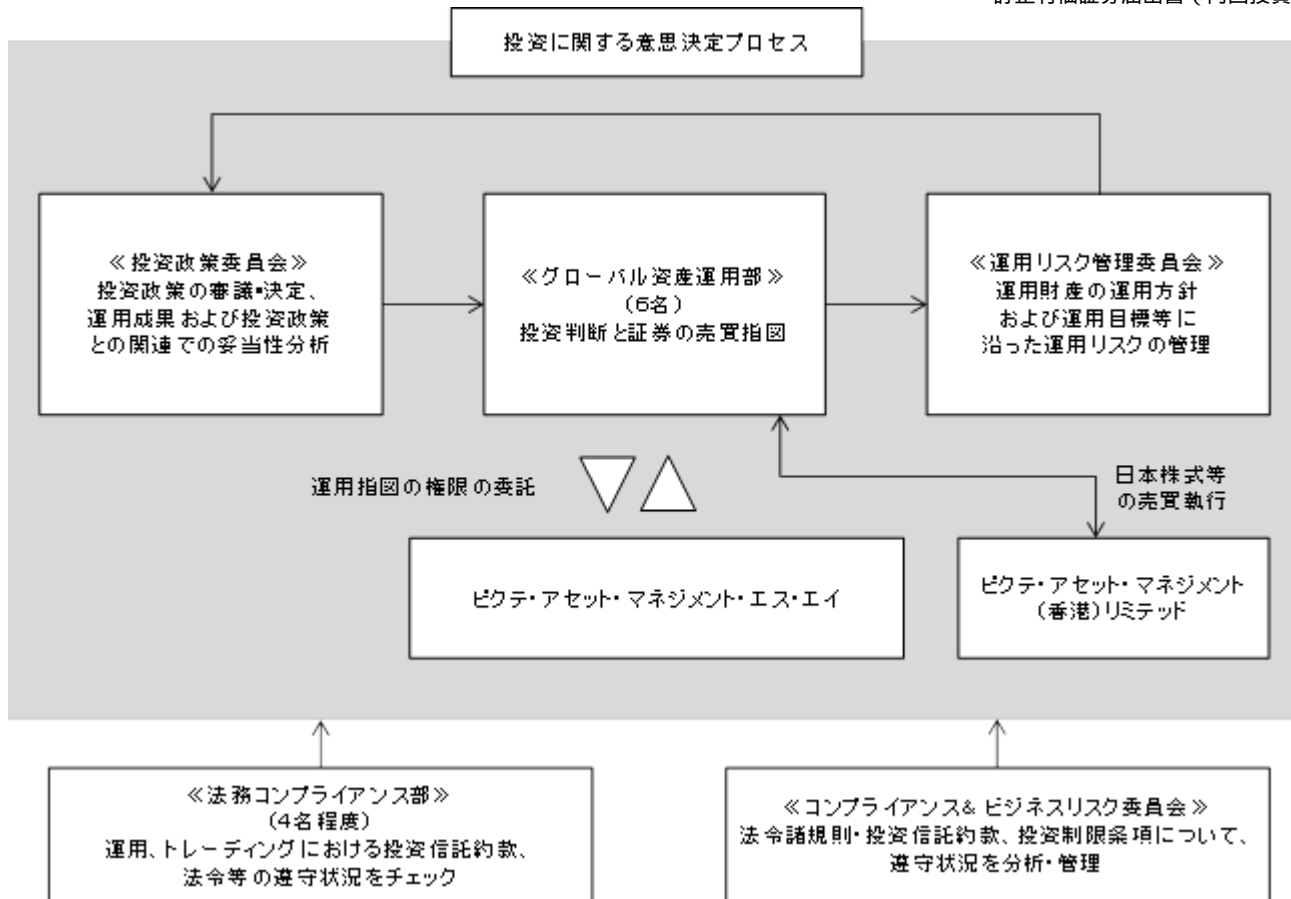 訂正有価証券届出書(内国投資
投資に関する意思決定プロセス
≪投資政策委員会≫
投資政策の審議・決定、
運用成果および投資政策
との関連での妥当性分析
≪グローバル資産運用部≫
(6名)
投資判断と証券の売買指図
≪運用リスク管理委員会≫
運用財産の運用方針
および運用目標等に
沿った運用リスクの管理
運用指図の権限の委託
日本株式等
の売買執行
ピクテ・アセット・マネジメント・エス・エイ
ピクテ・アセット・マネジメント
(香港)リミテッド
≪法務コンプライアンス部≫
(4名程度)
運用、トレーディングにおける投資信託約款、
法令等の遵守状況をチェック
≪コンプライアンス& ビジネスリスク委員会≫
法令諸規則・投資信託約款、投資制限条項について、
遵守状況を分析・管理